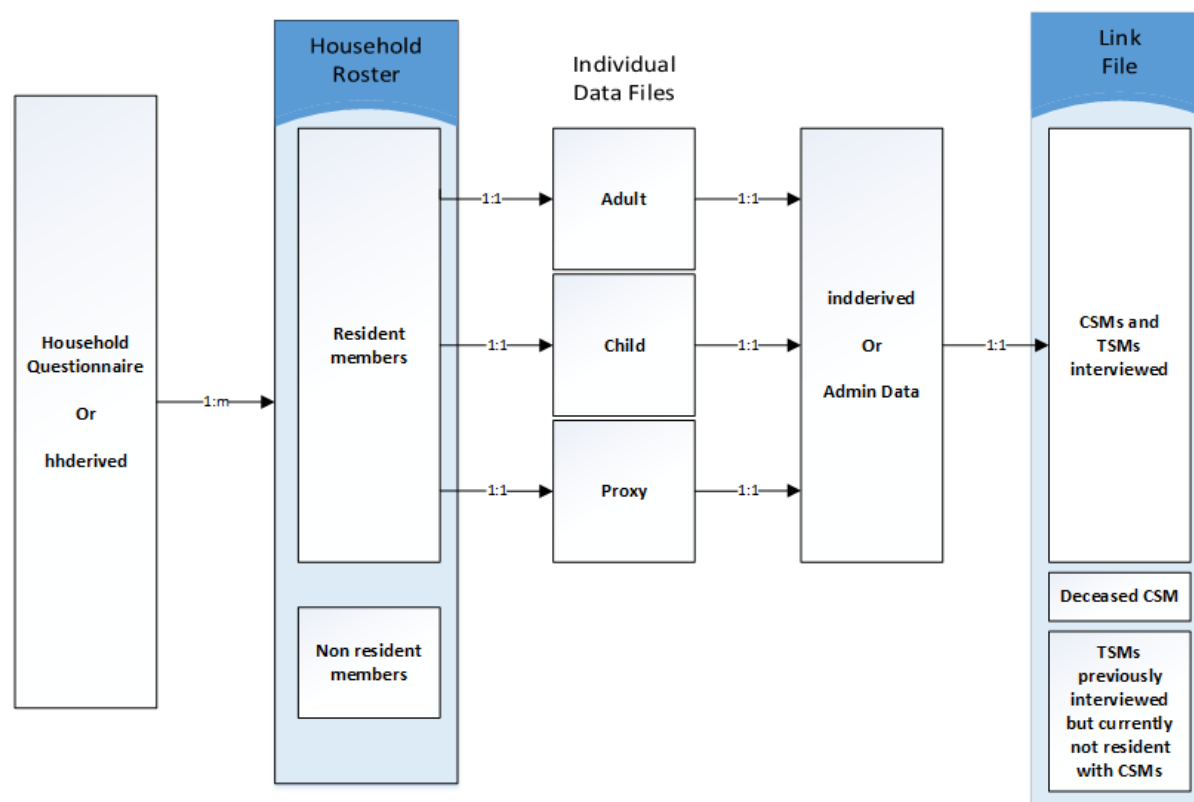 Household
Questionnaire
Or
hhderived
1:m
Household
Roster
Resident
members
Non resident
members
Individual
Data Files
1:1
Adult
1:1
1:1
Child
1:1
1:1
Proxy
1:1
indderived
Or
Admin Data
1:1
Link
File
CSMs and
TSMs
interviewed
Deceased CSM
TSMs
previously
interviewed
but currently
not resident
with CSMs